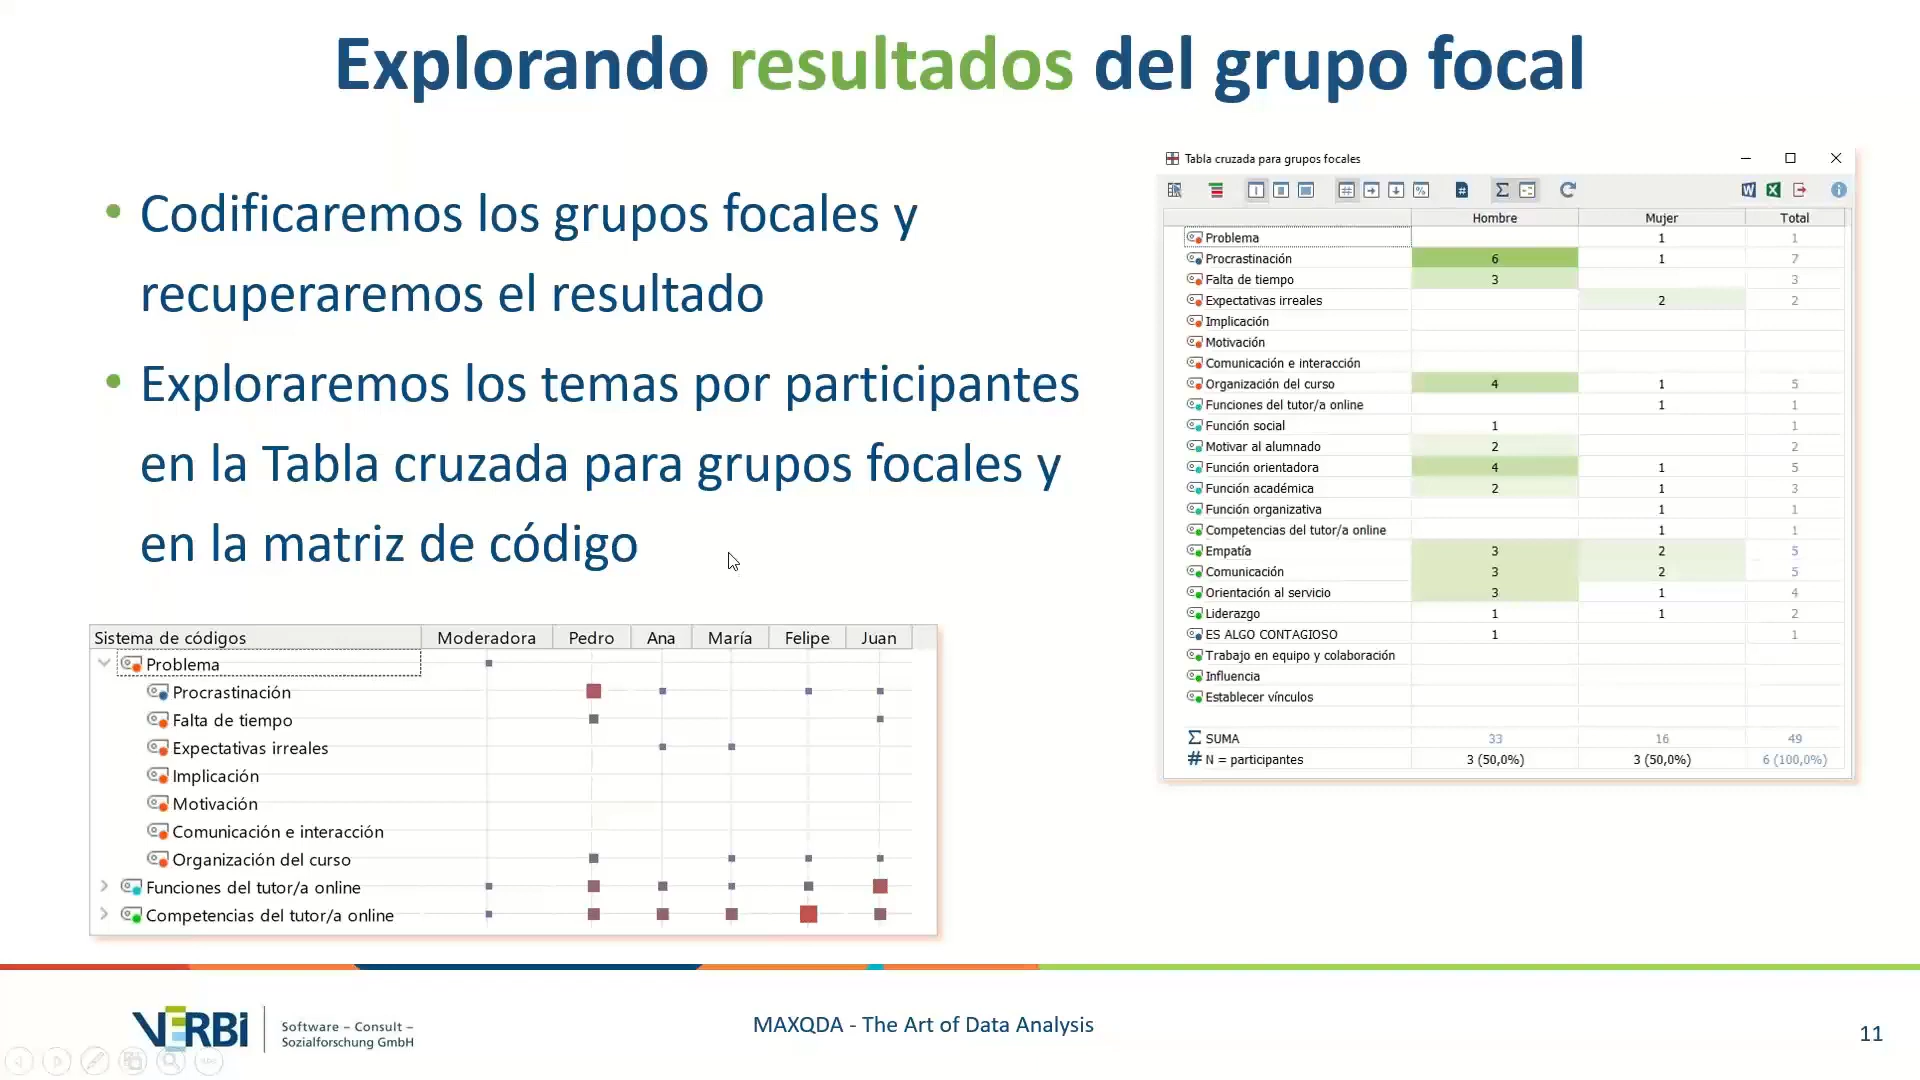 Explorando resultados del grupo focal
• Codificaremos los grupos focales y
recuperaremos el resultado
• Exploraremos los temas por participantes
en la Tabla cruzada para grupos focales y
en la matriz de código
Sistema de códigos Moderadora Pedro Ana María Felipe Juan
Problema
Procrastinación
Falta de tiempo
Expectativas irreales
Implicación
Motivación
Comunicación e interacción
Organización del curso
Funciones del tutor/a online
Competencias del tutor/a online
Tabla cruzada para grupos focales
Hombre Mujer Total
Problema 1 1
Procrastinación 6 1 7
Falta de tiempo 3 3
Expectativas irreales 2 2
Implicación
Motivación
Comunicación e interacción
Organización del curso 4 1 5
Funciones del tutor/a online 1 1
Función social 1 1
Motivar al alumnado 2 2
Función orientadora 4 1 5
Función académica 2 1 3
Función organizativa 1 1
Competencias del tutor/a online 1 1
Empatía 3 2 5
Comunicación 3 2 5
Orientación al servicio 3 1 4
Liderazgo 1 1 2
ES ALGO CONTAGIOSO 1 1
Trabajo en equipo y colaboración
Influencia
Establecer vínculos
Σ SUMA 33 16 49
# N = participantes 3 (50,0%) 3 (50,0%) 6 (100,0%)
VERBI Software – Consult –
Sozialforschung GmbH
MAXQDA - The Art of Data Analysis
11